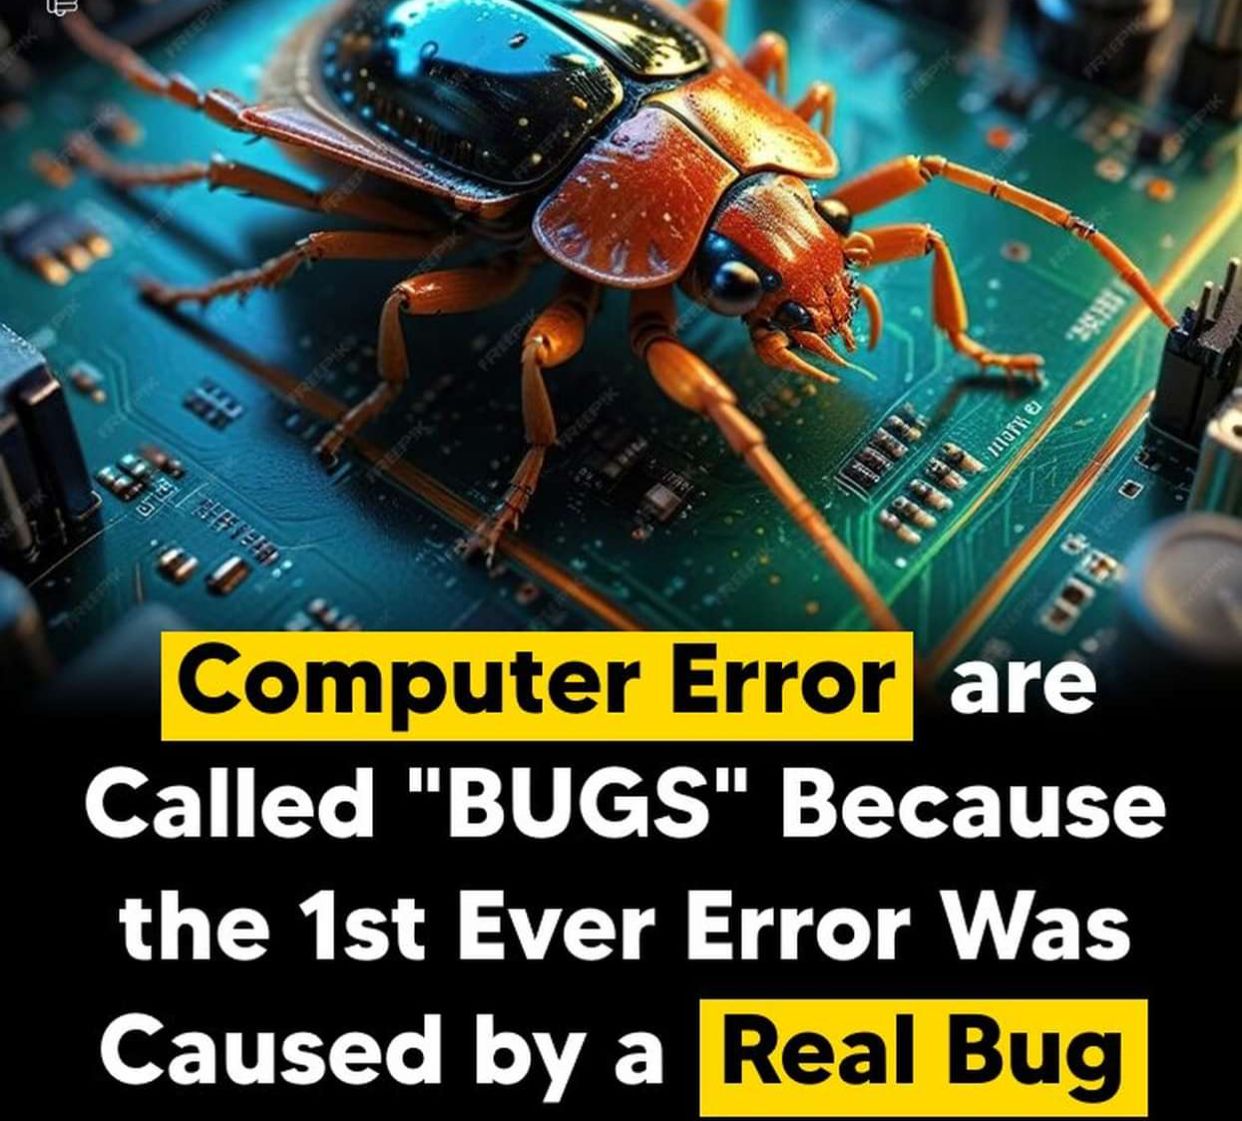 Computer Error are
Called "BUGS" Because
the 1st Ever Error Was
Caused by a Real Bug